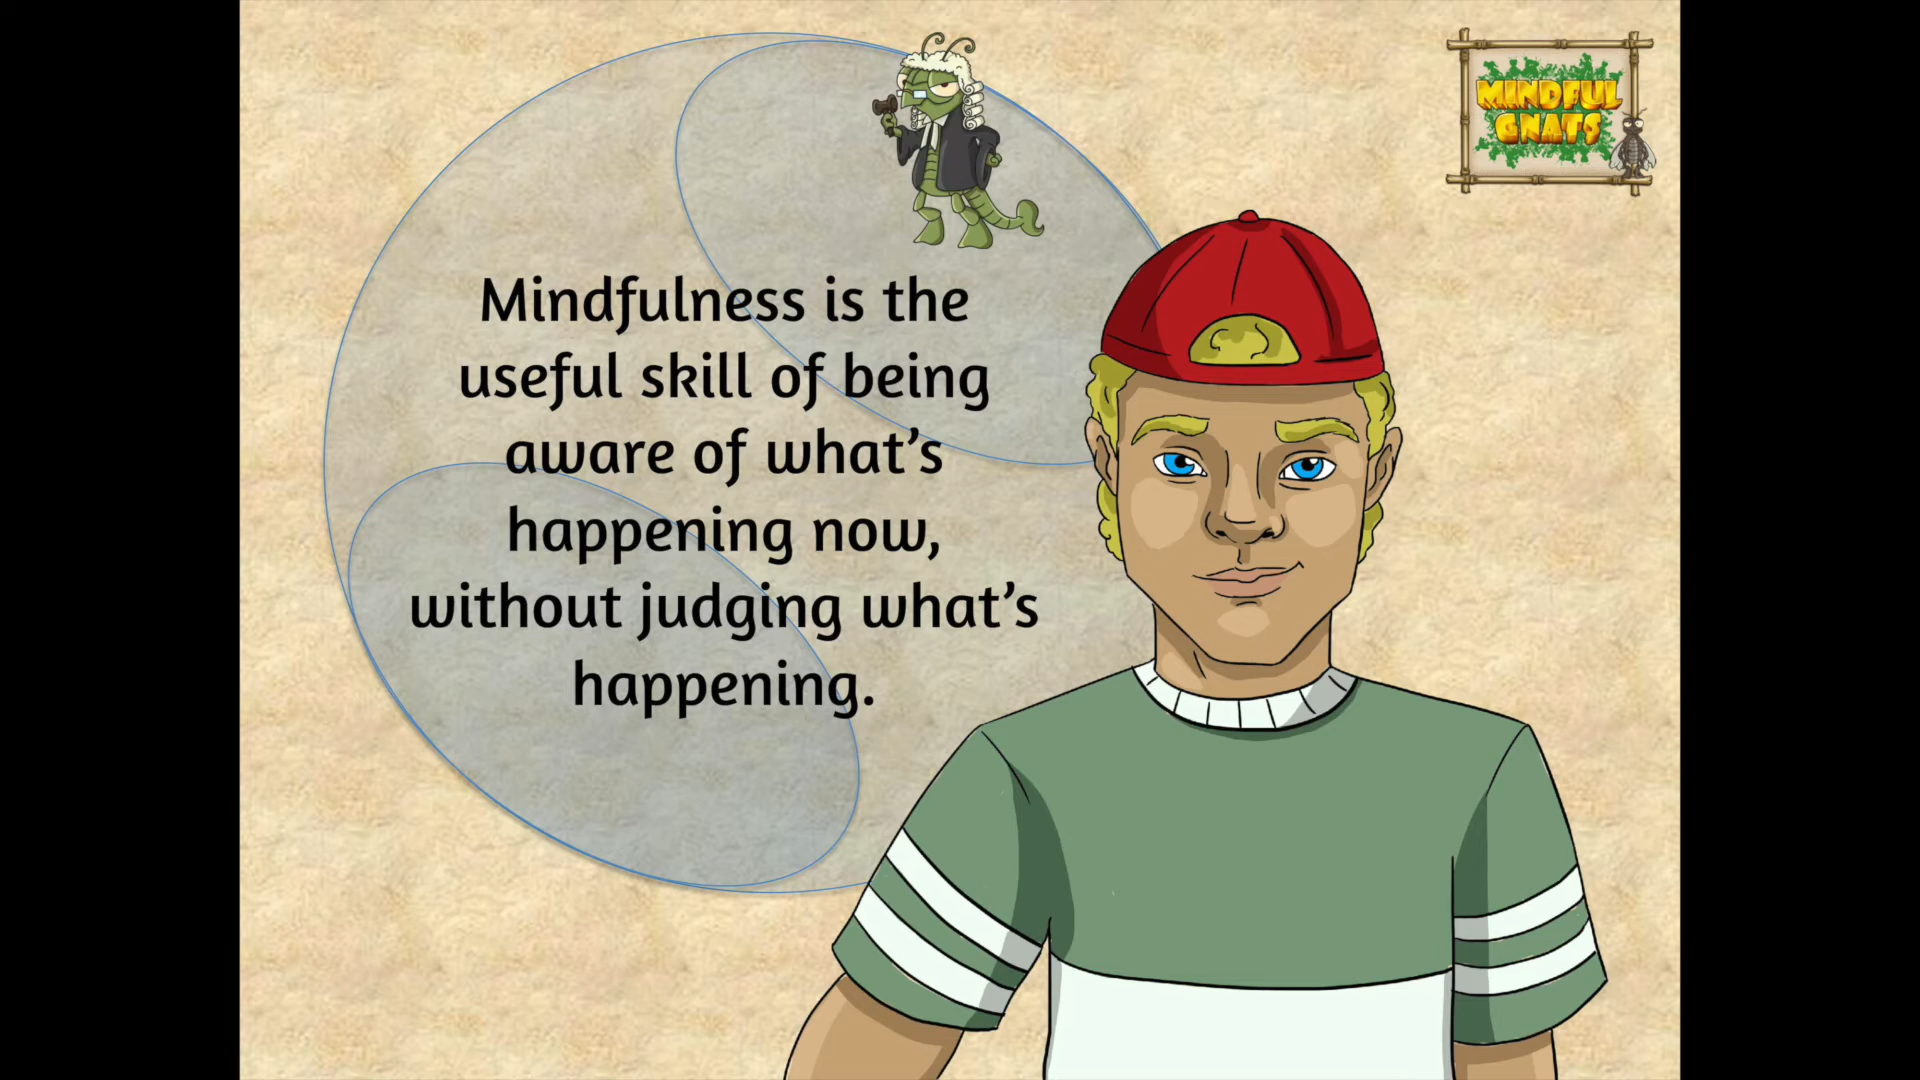 MINDFUL
GNATS
Mindfulness is the
useful skill of being
aware of what’s
happening now,
without judging what’s
happening.